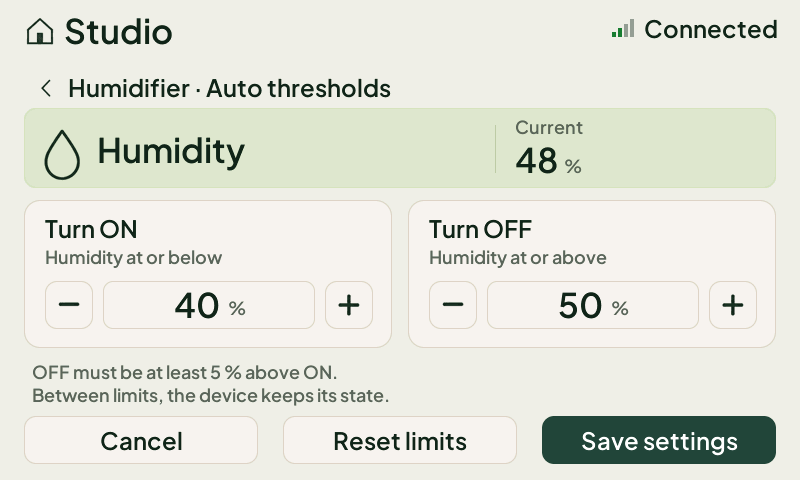 Studio
Connected
Humidifier · Auto thresholds
Humidity
Current
48 %
Turn ON
Humidity at or below
− 40 % +
Turn OFF
Humidity at or above
− 50 % +
OFF must be at least 5 % above ON.
Between limits, the device keeps its state.
Cancel
Reset limits
Save settings